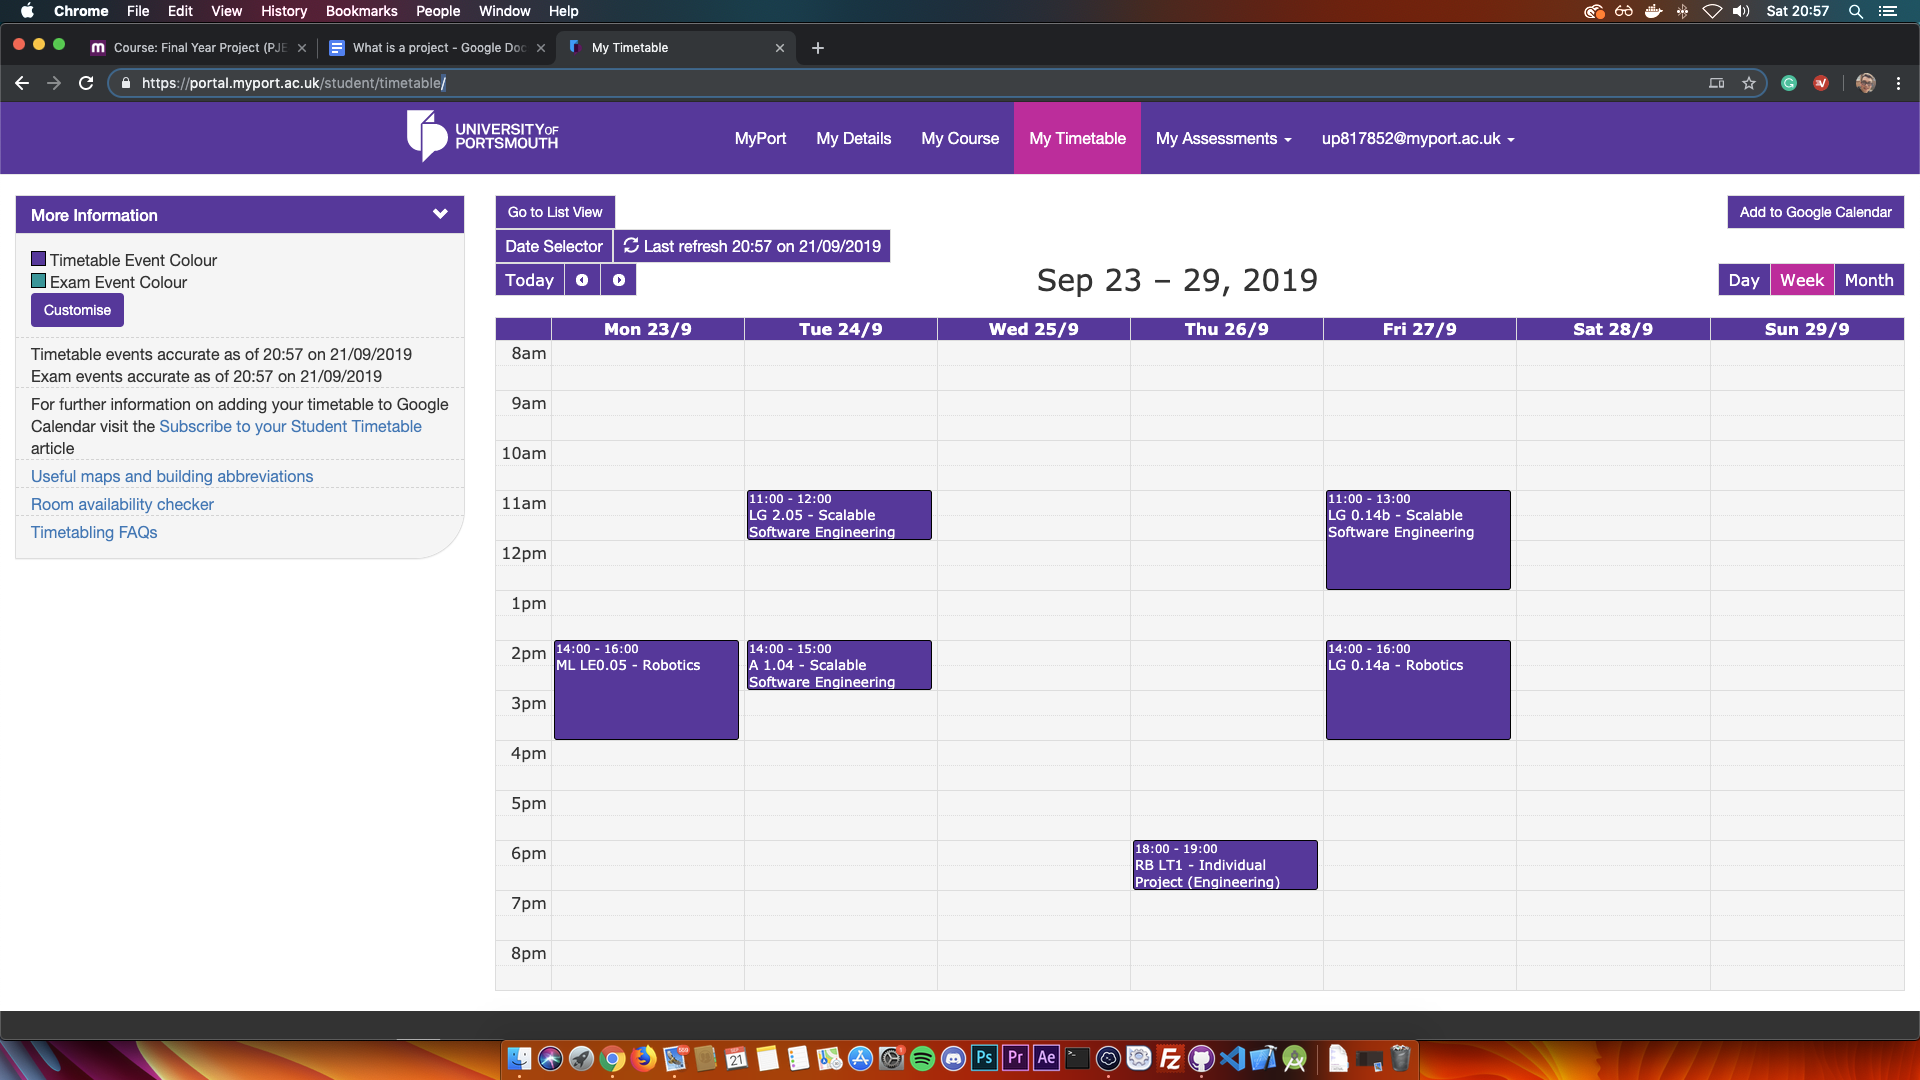 Chrome File Edit View History Bookmarks People Window Help
Sat 20:57
Course: Final Year Project (PJE
What is a project - Google Doc
My Timetable
https://portal.myport.ac.uk/student/timetable/
UNIVERSITY OF
PORTSMOUTH
MyPort My Details My Course My Timetable My Assessments up817852@myport.ac.uk
More Information
Timetable Event Colour
Exam Event Colour
Customise
Timetable events accurate as of 20:57 on 21/09/2019
Exam events accurate as of 20:57 on 21/09/2019
For further information on adding your timetable to Google
Calendar visit the Subscribe to your Student Timetable
article
Useful maps and building abbreviations
Room availability checker
Timetabling FAQs
Go to List View
Add to Google Calendar
Date Selector Last refresh 20:57 on 21/09/2019
Today
Sep 23 – 29, 2019
Day Week Month
Mon 23/9 Tue 24/9 Wed 25/9 Thu 26/9 Fri 27/9 Sat 28/9 Sun 29/9
8am
9am
10am
11am
12pm
1pm
2pm
3pm
4pm
5pm
6pm
7pm
8pm
14:00 - 16:00
ML LE0.05 - Robotics
11:00 - 12:00
LG 2.05 - Scalable
Software Engineering
14:00 - 15:00
A 1.04 - Scalable
Software Engineering
18:00 - 19:00
RB LT1 - Individual
Project (Engineering)
11:00 - 13:00
LG 0.14b - Scalable
Software Engineering
14:00 - 16:00
LG 0.14a - Robotics
21
Ps
Pr
Ae